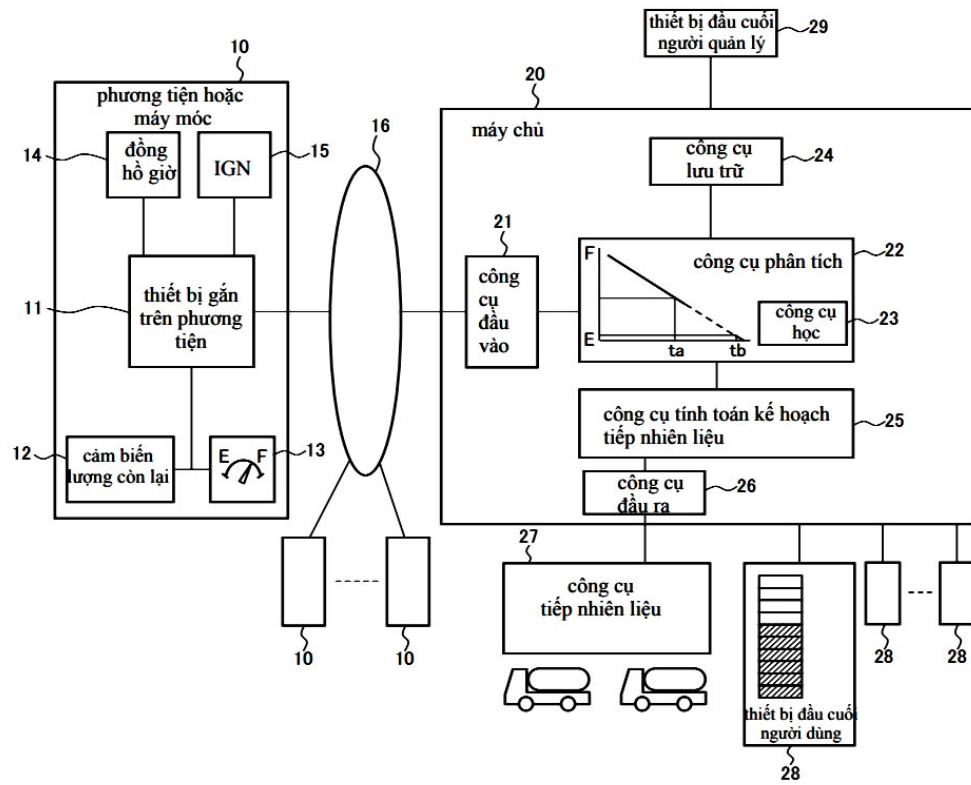 thiết bị đầu cuối
người quản lý
29
10
20
phương tiện hoặc
máy móc
máy chủ
14
đồng
hồ giờ
IGN
15
16
công cụ
lưu trữ
24
21
22
11
thiết bị gắn
trên phương
tiện
công
cụ
đầu
vào
F
E
ta
tb
công cụ phân tích
công cụ
học
23
công cụ tính toán kế hoạch
tiếp nhiên liệu
25
12
cảm biến
lượng còn lại
E
F
13
công cụ
đầu ra
26
27
công cụ
tiếp nhiên liệu
10
10
28
28
thiết bị đầu cuối
người dùng
28